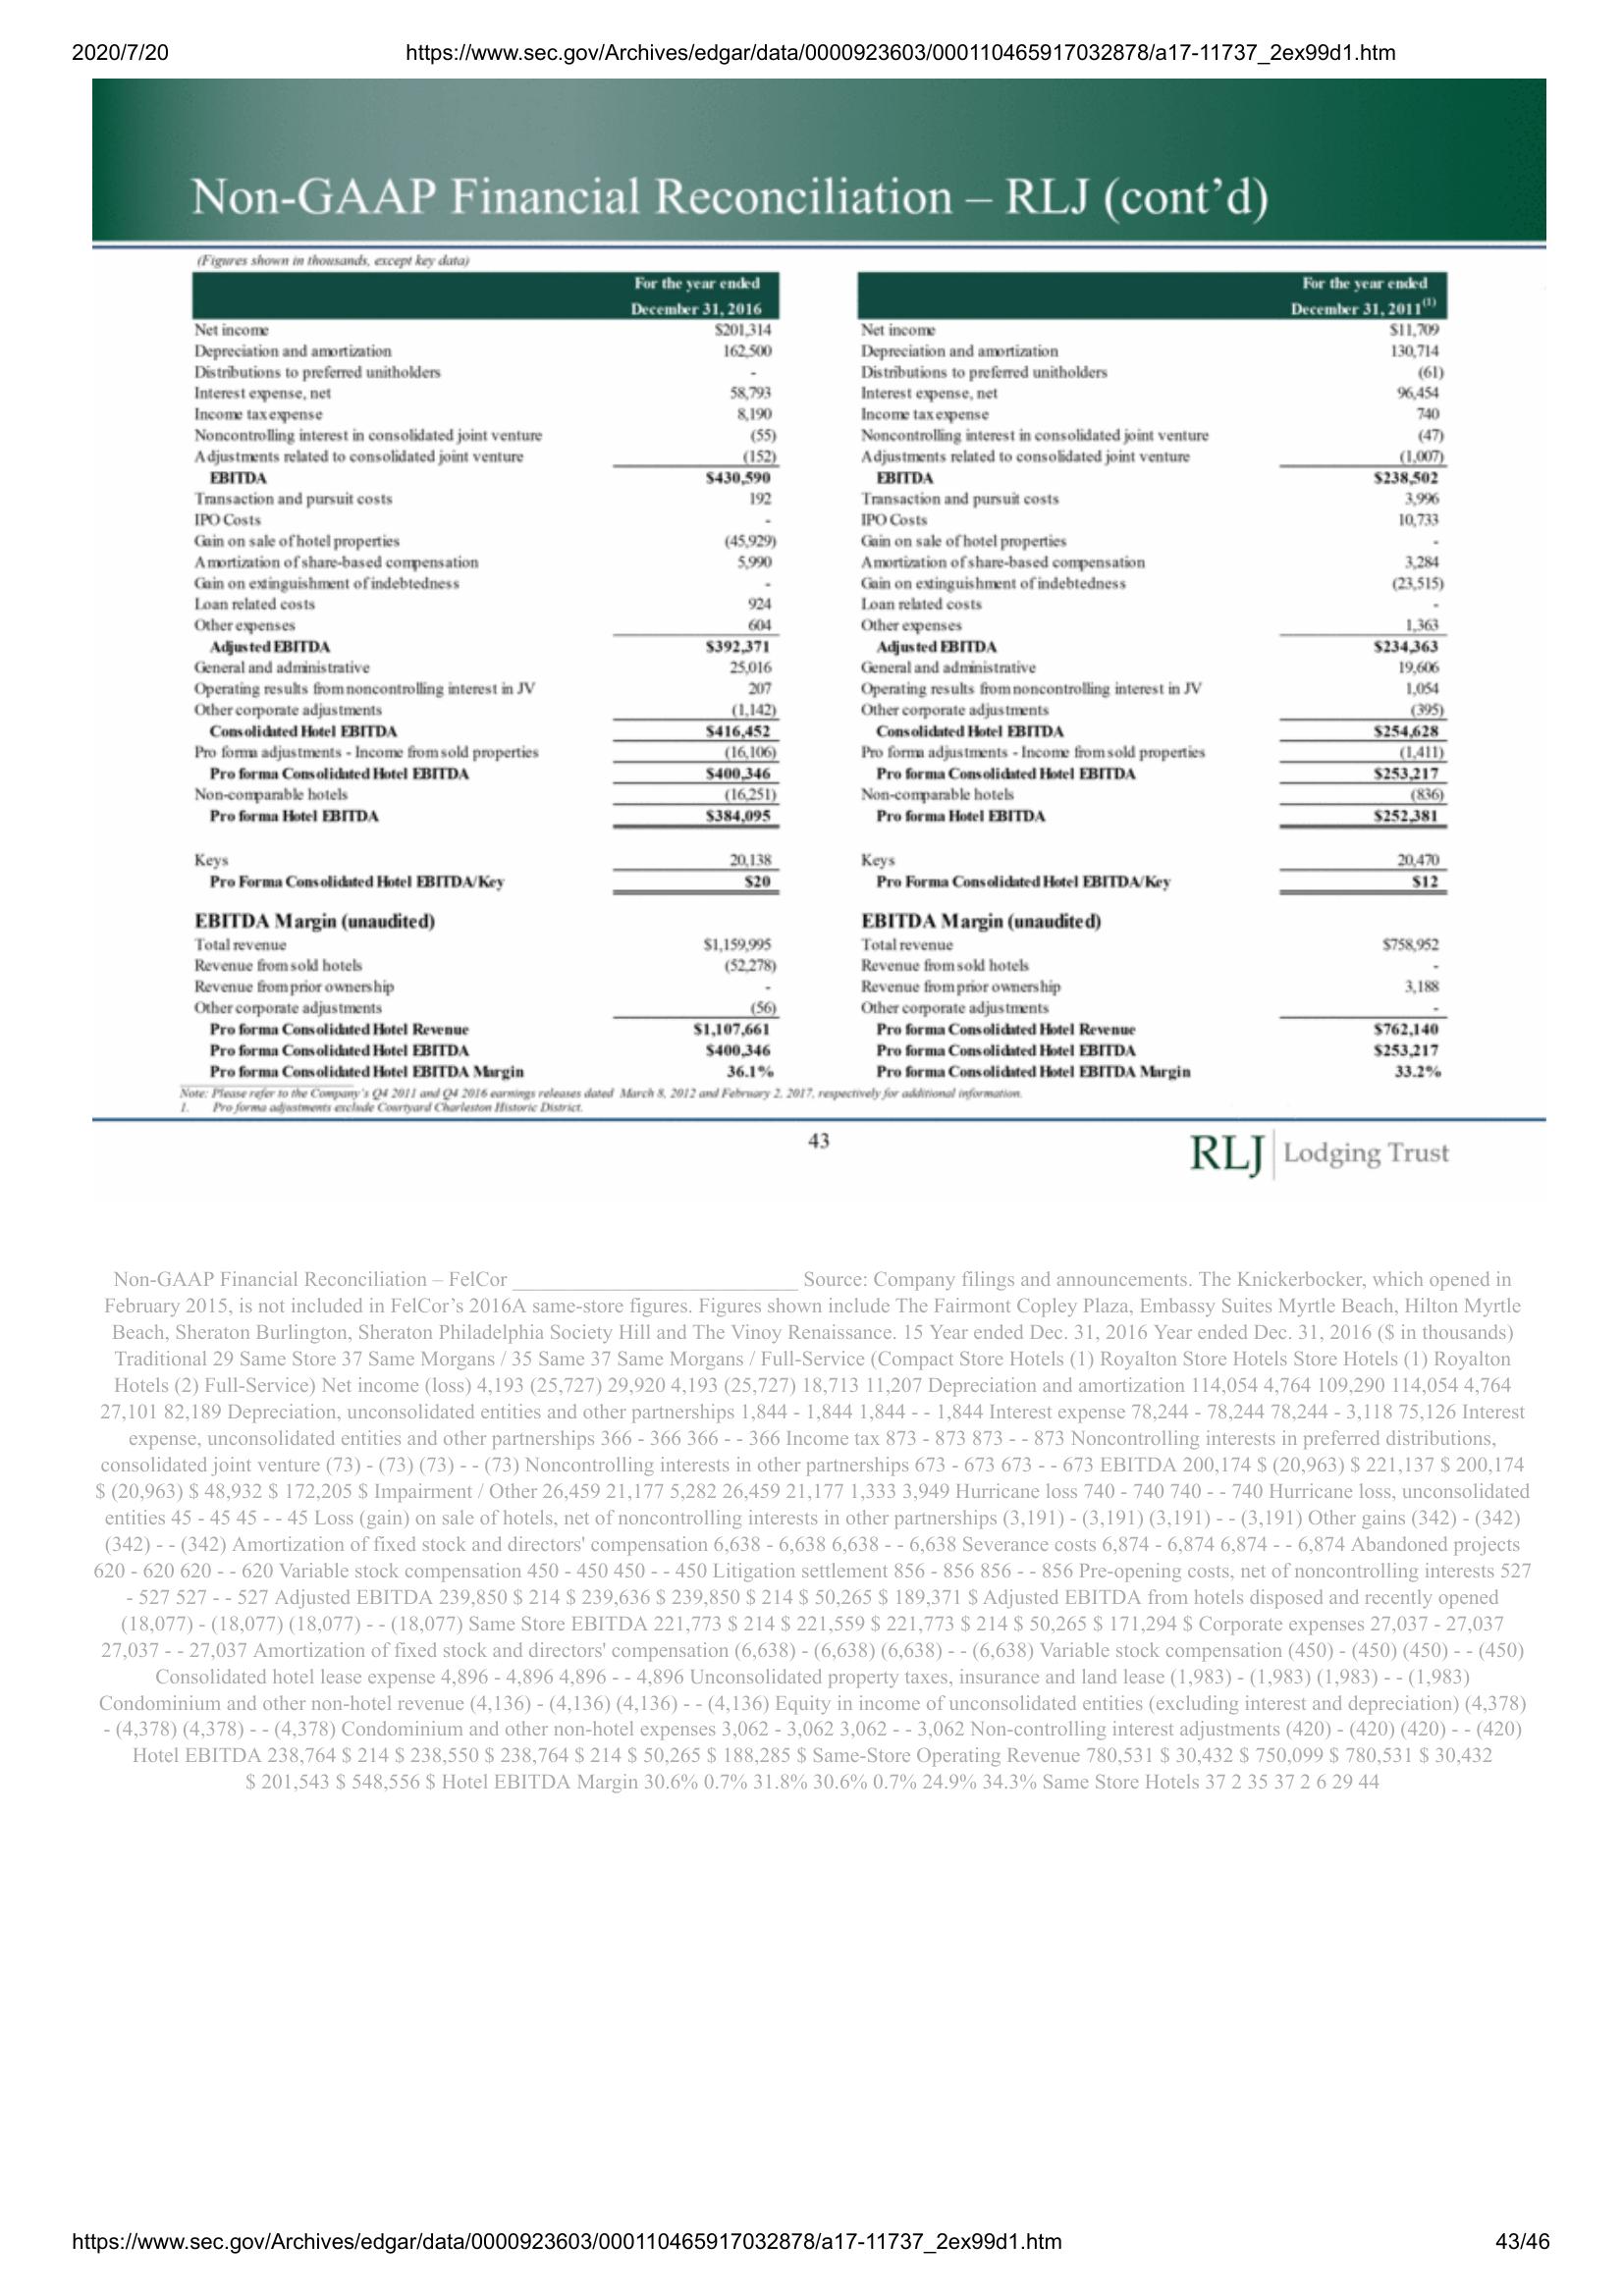 2020/7/20 https://www.sec.gov/Archives/edgar/data/0000923603/000110465917032878/a17-11737_2ex99d1.htm
Non-GAAP Financial Reconciliation – RLJ (cont’d)
(Figures shown in thousands, except key data)
For the year ended For the year ended
December 31, 2016 December 31, 2011(1)
Net income $201,314 Net income $11,709
Depreciation and amortization 162,500 Depreciation and amortization 130,714
Distributions to preferred unitholders - Distributions to preferred unitholders (61)
Interest expense, net 58,793 Interest expense, net 96,454
Income tax expense 8,190 Income tax expense 740
Noncontrolling interest in consolidated joint venture (55) Noncontrolling interest in consolidated joint venture (47)
Adjustments related to consolidated joint venture (152) Adjustments related to consolidated joint venture (1,007)
EBITDA $430,590 EBITDA $238,502
Transaction and pursuit costs 192 Transaction and pursuit costs 3,996
IPO Costs - IPO Costs 10,733
Gain on sale of hotel properties (45,929) Gain on sale of hotel properties -
Amortization of share-based compensation 5,990 Amortization of share-based compensation 3,284
Gain on extinguishment of indebtedness - Gain on extinguishment of indebtedness (23,515)
Loan related costs 924 Loan related costs -
Other expenses 604 Other expenses 1,363
Adjusted EBITDA $392,371 Adjusted EBITDA $234,363
General and administrative 25,016 General and administrative 19,606
Operating results from noncontrolling interest in JV 207 Operating results from noncontrolling interest in JV 1,054
Other corporate adjustments (1,142) Other corporate adjustments (395)
Consolidated Hotel EBITDA $416,452 Consolidated Hotel EBITDA $254,628
Pro forma adjustments - Income from sold properties (16,106) Pro forma adjustments - Income from sold properties (1,411)
Pro forma Consolidated Hotel EBITDA $400,346 Pro forma Consolidated Hotel EBITDA $253,217
Non-comparable hotels (16,251) Non-comparable hotels (836)
Pro forma Hotel EBITDA $384,095 Pro forma Hotel EBITDA $252,381
Keys 20,138 Keys 20,470
Pro Forma Consolidated Hotel EBITDA/Key $20 Pro Forma Consolidated Hotel EBITDA/Key $12
EBITDA Margin (unaudited) EBITDA Margin (unaudited)
Total revenue $1,159,995 Total revenue $758,952
Revenue from sold hotels (52,278) Revenue from sold hotels -
Revenue from prior ownership - Revenue from prior ownership 3,188
Other corporate adjustments (56) Other corporate adjustments -
Pro forma Consolidated Hotel Revenue $1,107,661 Pro forma Consolidated Hotel Revenue $762,140
Pro forma Consolidated Hotel EBITDA $400,346 Pro forma Consolidated Hotel EBITDA $253,217
Pro forma Consolidated Hotel EBITDA Margin 36.1% Pro forma Consolidated Hotel EBITDA Margin 33.2%
Note: Please refer to the Company's Q4 2011 and Q4 2016 earnings releases dated March 8, 2012 and February 2, 2017, respectively for additional information.
1. Pro forma adjustments exclude Courtyard Charleston Historic District.
43
RLJ Lodging Trust
Non-GAAP Financial Reconciliation – FelCor ___________________________ Source: Company filings and announcements. The Knickerbocker, which opened in
February 2015, is not included in FelCor’s 2016A same-store figures. Figures shown include The Fairmont Copley Plaza, Embassy Suites Myrtle Beach, Hilton Myrtle
Beach, Sheraton Burlington, Sheraton Philadelphia Society Hill and The Vinoy Renaissance. 15 Year ended Dec. 31, 2016 Year ended Dec. 31, 2016 ($ in thousands)
Traditional 29 Same Store 37 Same Morgans / 35 Same 37 Same Morgans / Full-Service (Compact Store Hotels (1) Royalton Store Hotels Store Hotels (1) Royalton
Hotels (2) Full-Service) Net income (loss) 4,193 (25,727) 29,920 4,193 (25,727) 18,713 11,207 Depreciation and amortization 114,054 4,764 109,290 114,054 4,764
27,101 82,189 Depreciation, unconsolidated entities and other partnerships 1,844 - 1,844 1,844 - - 1,844 Interest expense 78,244 - 78,244 78,244 - 3,118 75,126 Interest
expense, unconsolidated entities and other partnerships 366 - 366 366 - - 366 Income tax 873 - 873 873 - - 873 Noncontrolling interests in preferred distributions,
consolidated joint venture (73) - (73) (73) - - (73) Noncontrolling interests in other partnerships 673 - 673 673 - - 673 EBITDA 200,174 $ (20,963) $ 221,137 $ 200,174
$ (20,963) $ 48,932 $ 172,205 $ Impairment / Other 26,459 21,177 5,282 26,459 21,177 1,333 3,949 Hurricane loss 740 - 740 740 - - 740 Hurricane loss, unconsolidated
entities 45 - 45 45 - - 45 Loss (gain) on sale of hotels, net of noncontrolling interests in other partnerships (3,191) - (3,191) (3,191) - - (3,191) Other gains (342) - (342)
(342) - - (342) Amortization of fixed stock and directors' compensation 6,638 - 6,638 6,638 - - 6,638 Severance costs 6,874 - 6,874 6,874 - - 6,874 Abandoned projects
620 - 620 620 - - 620 Variable stock compensation 450 - 450 450 - - 450 Litigation settlement 856 - 856 856 - - 856 Pre-opening costs, net of noncontrolling interests 527
- 527 527 - - 527 Adjusted EBITDA 239,850 $ 214 $ 239,636 $ 239,850 $ 214 $ 50,265 $ 189,371 $ Adjusted EBITDA from hotels disposed and recently opened
(18,077) - (18,077) (18,077) - - (18,077) Same Store EBITDA 221,773 $ 214 $ 221,559 $ 221,773 $ 214 $ 50,265 $ 171,294 $ Corporate expenses 27,037 - 27,037
27,037 - - 27,037 Amortization of fixed stock and directors' compensation (6,638) - (6,638) (6,638) - - (6,638) Variable stock compensation (450) - (450) (450) - - (450)
Consolidated hotel lease expense 4,896 - 4,896 4,896 - - 4,896 Unconsolidated property taxes, insurance and land lease (1,983) - (1,983) (1,983) - - (1,983)
Condominium and other non-hotel revenue (4,136) - (4,136) (4,136) - - (4,136) Equity in income of unconsolidated entities (excluding interest and depreciation) (4,378)
- (4,378) (4,378) - - (4,378) Condominium and other non-hotel expenses 3,062 - 3,062 3,062 - - 3,062 Non-controlling interest adjustments (420) - (420) (420) - - (420)
Hotel EBITDA 238,764 $ 214 $ 238,550 $ 238,764 $ 214 $ 50,265 $ 188,285 $ Same-Store Operating Revenue 780,531 $ 30,432 $ 750,099 $ 780,531 $ 30,432
$ 201,543 $ 548,556 $ Hotel EBITDA Margin 30.6% 0.7% 31.8% 30.6% 0.7% 24.9% 34.3% Same Store Hotels 37 2 35 37 2 6 29 44
https://www.sec.gov/Archives/edgar/data/0000923603/000110465917032878/a17-11737_2ex99d1.htm 43/46